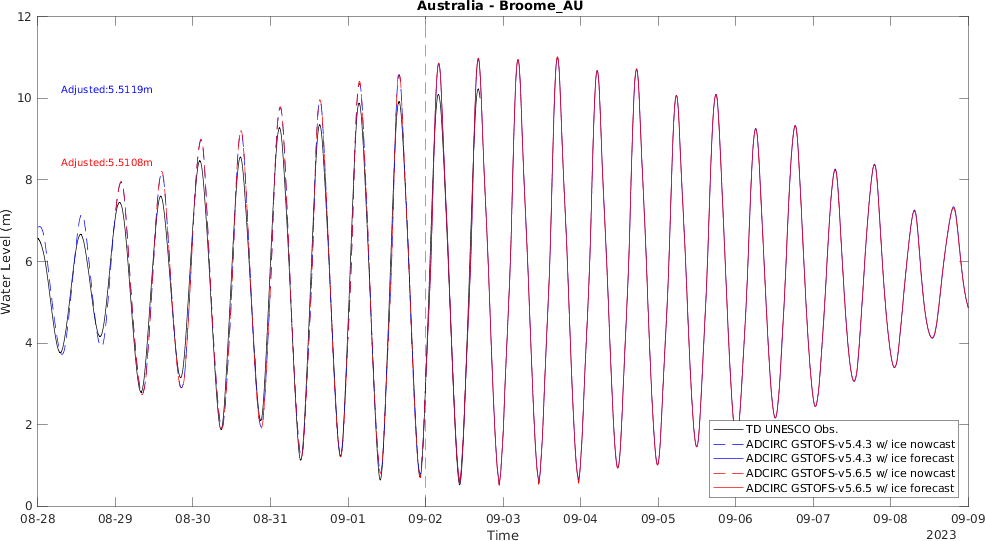 Australia - Broome_AU
12
10
8
6
4
2
0
Water Level (m)
Adjusted:5.5119m
Adjusted:5.5108m
TD UNESCO Obs.
ADCIRC GSTOFS-v5.4.3 w/ ice nowcast
ADCIRC GSTOFS-v5.4.3 w/ ice forecast
ADCIRC GSTOFS-v5.6.5 w/ ice nowcast
ADCIRC GSTOFS-v5.6.5 w/ ice forecast
08-28 08-29 08-30 08-31 09-01 09-02 09-03 09-04 09-05 09-06 09-07 09-08 09-09
Time
2023